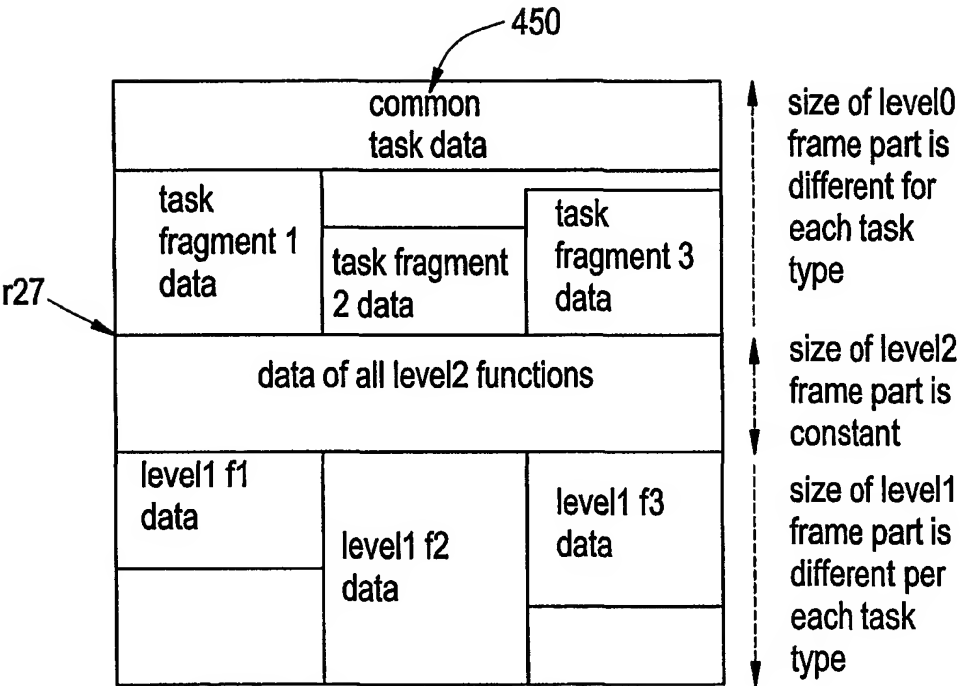 450
common
task data
size of level0
frame part is
different for
each task
type
task
fragment 1
data
task fragment
2 data
task
fragment 3
data
r27
data of all level2 functions
size of level2
frame part is
constant
level1 f1
data
level1 f2
data
level1 f3
data
size of level1
frame part is
different per
each task
type